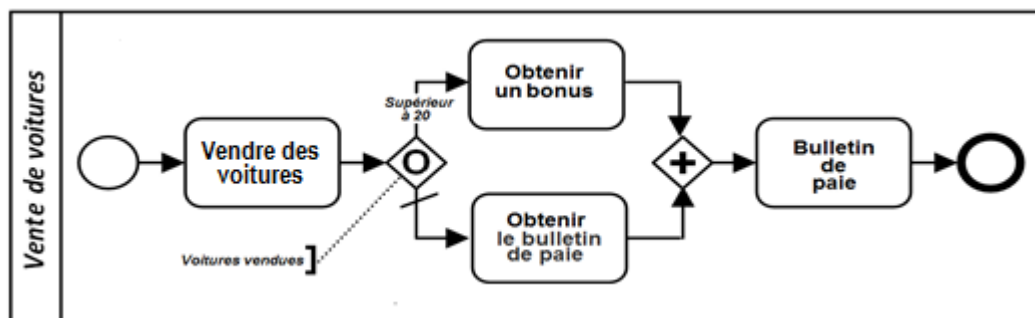 Vente de voitures
Vendre des
voitures
Supérieur
à 20
Voitures vendues
Obtenir
un bonus
Obtenir
le bulletin
de paie
Bulletin
de
paie